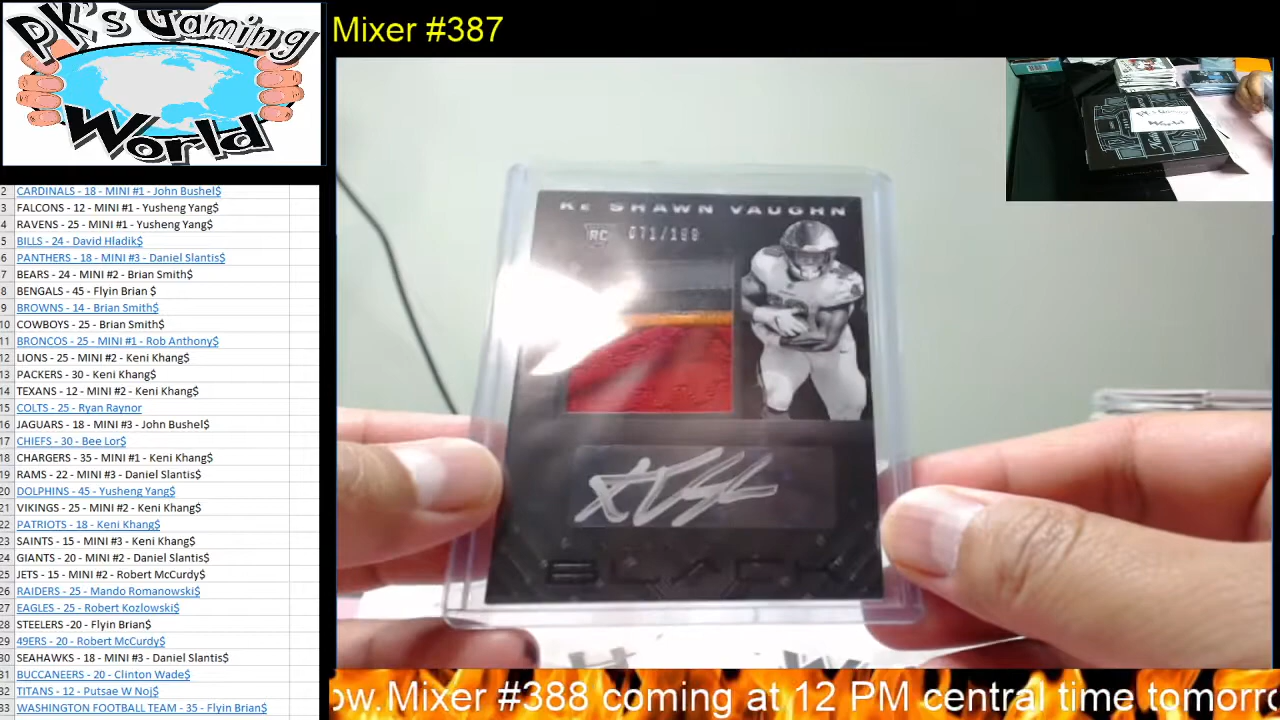 PK's Gaming
World
Mixer #387
2 CARDINALS - 18 - MINI #1 - John Bushel$
3 FALCONS - 12 - MINI #1 - Yusheng Yang$
4 RAVENS - 25 - MINI #1 - Yusheng Yang$
5 BILLS - 24 - David Hladik$
6 PANTHERS - 18 - MINI #3 - Daniel Slantis$
7 BEARS - 24 - MINI #2 - Brian Smith$
8 BENGALS - 45 - Flyin Brian $
9 BROWNS - 14 - Brian Smith$
10 COWBOYS - 25 - Brian Smith$
11 BRONCOS - 25 - MINI #1 - Rob Anthony$
12 LIONS - 25 - MINI #2 - Keni Khang$
13 PACKERS - 30 - Keni Khang$
14 TEXANS - 12 - MINI #2 - Keni Khang$
15 COLTS - 25 - Ryan Raynor
16 JAGUARS - 18 - MINI #3 - John Bushel$
17 CHIEFS - 30 - Bee Lor$
18 CHARGERS - 35 - MINI #1 - Keni Khang$
19 RAMS - 22 - MINI #3 - Daniel Slantis$
20 DOLPHINS - 45 - Yusheng Yang$
21 VIKINGS - 25 - MINI #2 - Keni Khang$
22 PATRIOTS - 18 - Keni Khang$
23 SAINTS - 15 - MINI #3 - Keni Khang$
24 GIANTS - 20 - MINI #2 - Daniel Slantis$
25 JETS - 15 - MINI #2 - Robert McCurdy$
26 RAIDERS - 25 - Mando Romanowski$
27 EAGLES - 25 - Robert Kozlowski$
28 STEELERS -20 - Flyin Brian$
29 49ERS - 20 - Robert McCurdy$
30 SEAHAWKS - 18 - MINI #3 - Daniel Slantis$
31 BUCCANEERS - 20 - Clinton Wade$
32 TITANS - 12 - Putsae W Noj$
33 WASHINGTON FOOTBALL TEAM - 35 - Flyin Brian$
KE'SHAWN VAUGHN
RC 071/199
BLACK
ow.Mixer #388 coming at 12 PM central time tomorro